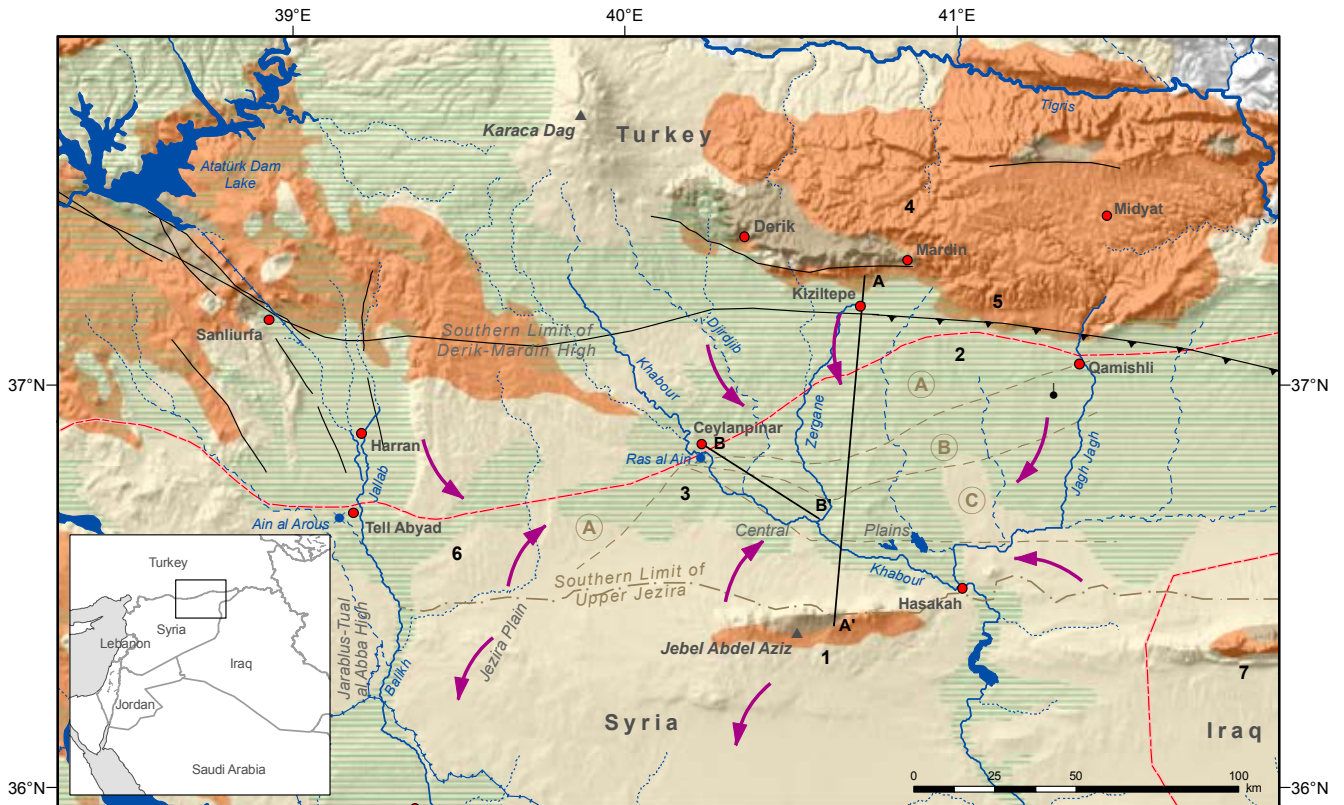 39°E
40°E
41°E
Tigris
Karaca Dag
Turkey
Atatürk Dam
Lake
4
Midyat
Derik
Mardin
A
Kiziltepe
5
Sanliurfa
Southern Limit of
Derik-Mardin High
Djirdjib
2
Khabour
Qamishli
37°N
A
37°N
Zergane
Ceylanpinar
B
Harran
B
Ras al Ain
Jagh Jagh
Jallab
3
C
B'
Ain al Arous
Tell Abyad
A
Central
Plains
6
Khabour
Southern Limit of
Upper Jezira
Hasakah
Jarablus-Tual
al Abba High
Jezira Plain
A'
Jebel Abdel Aziz
1
7
Balikh
Syria
Iraq
Turkey
Syria
Lebanon
Iraq
Jordan
Saudi Arabia
0
25
50
100
km
36°N
36°N